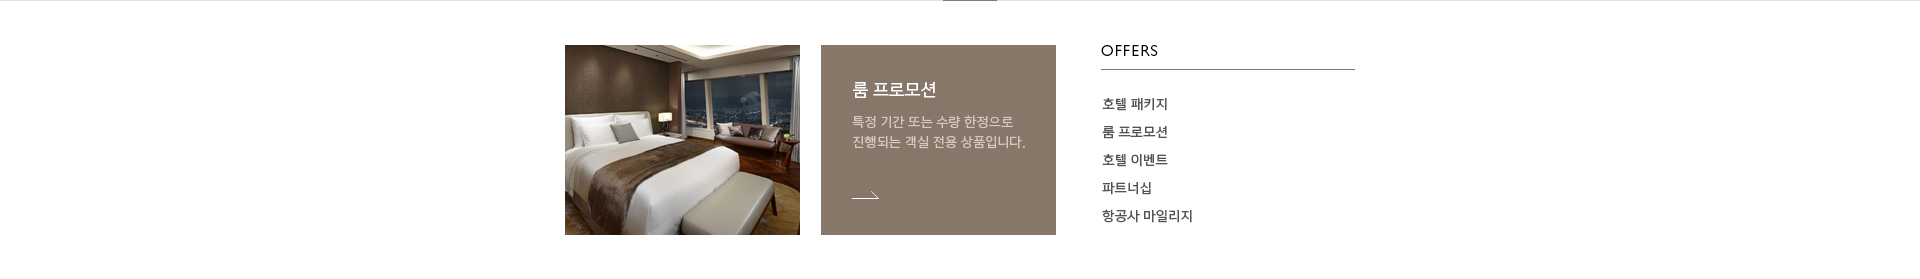 룸 프로모션
특정 기간 또는 수량 한정으로
진행되는 객실 전용 상품입니다.
OFFERS
호텔 패키지
룸 프로모션
호텔 이벤트
파트너십
항공사 마일리지